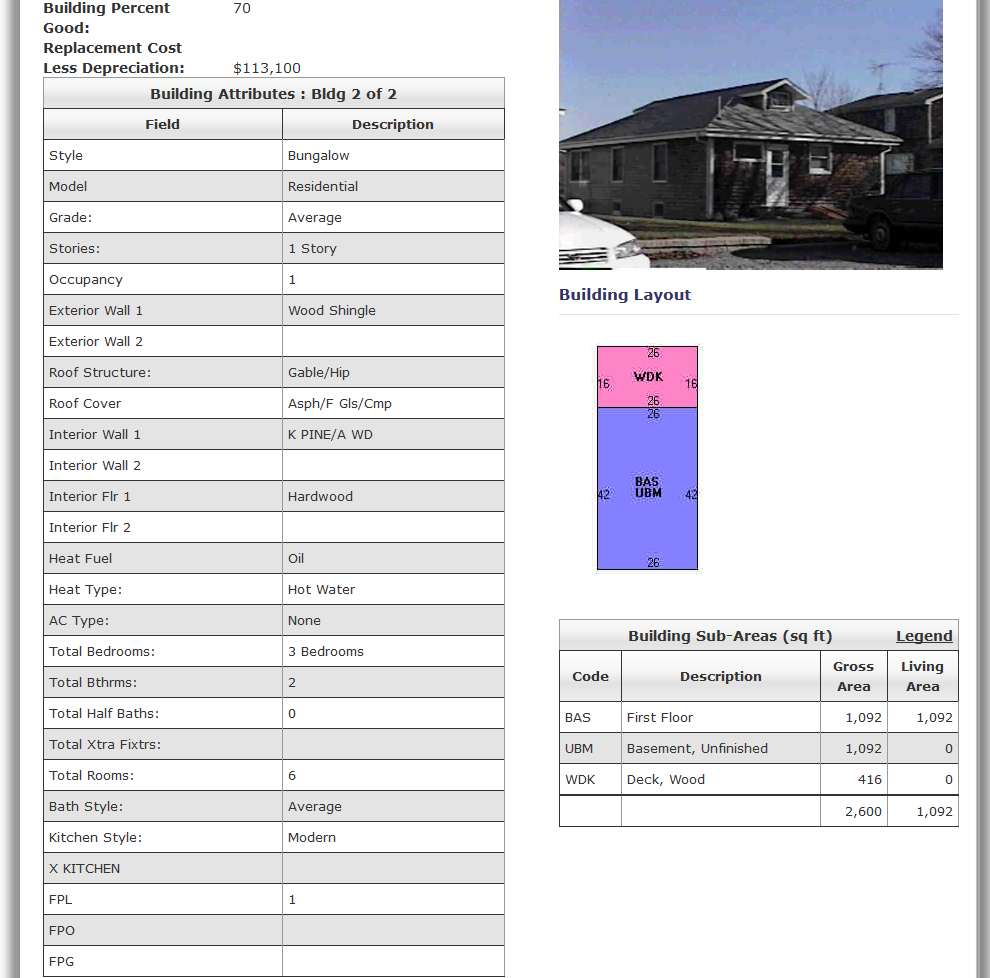 Building Percent 70
Good:
Replacement Cost
Less Depreciation: $113,100
Building Attributes : Bldg 2 of 2
Field Description
Style Bungalow
Model Residential
Grade: Average
Stories: 1 Story
Occupancy 1
Exterior Wall 1 Wood Shingle
Exterior Wall 2
Roof Structure: Gable/Hip
Roof Cover Asph/F Gls/Cmp
Interior Wall 1 K PINE/A WD
Interior Wall 2
Interior Flr 1 Hardwood
Interior Flr 2
Heat Fuel Oil
Heat Type: Hot Water
AC Type: None
Total Bedrooms: 3 Bedrooms
Total Bthrms: 2
Total Half Baths: 0
Total Xtra Fixtrs:
Total Rooms: 6
Bath Style: Average
Kitchen Style: Modern
X KITCHEN
FPL 1
FPO
FPG
Building Layout
26
WDK
16 16
26
26
BAS
UBM
42 42
26
Building Sub-Areas (sq ft) Legend
Code Description Gross Area Living Area
BAS First Floor 1,092 1,092
UBM Basement, Unfinished 1,092 0
WDK Deck, Wood 416 0
2,600 1,092